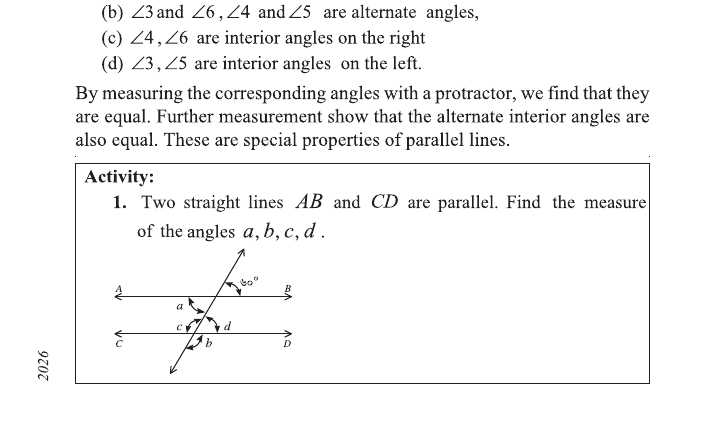 (b) ∠3 and ∠6, ∠4 and ∠5 are alternate angles,
(c) ∠4, ∠6 are interior angles on the right
(d) ∠3, ∠5 are interior angles on the left.
By measuring the corresponding angles with a protractor, we find that they
are equal. Further measurement show that the alternate interior angles are
also equal. These are special properties of parallel lines.
Activity:
1. Two straight lines AB and CD are parallel. Find the measure
of the angles a, b, c, d .
A
B
a
c
d
C
b
D
2026